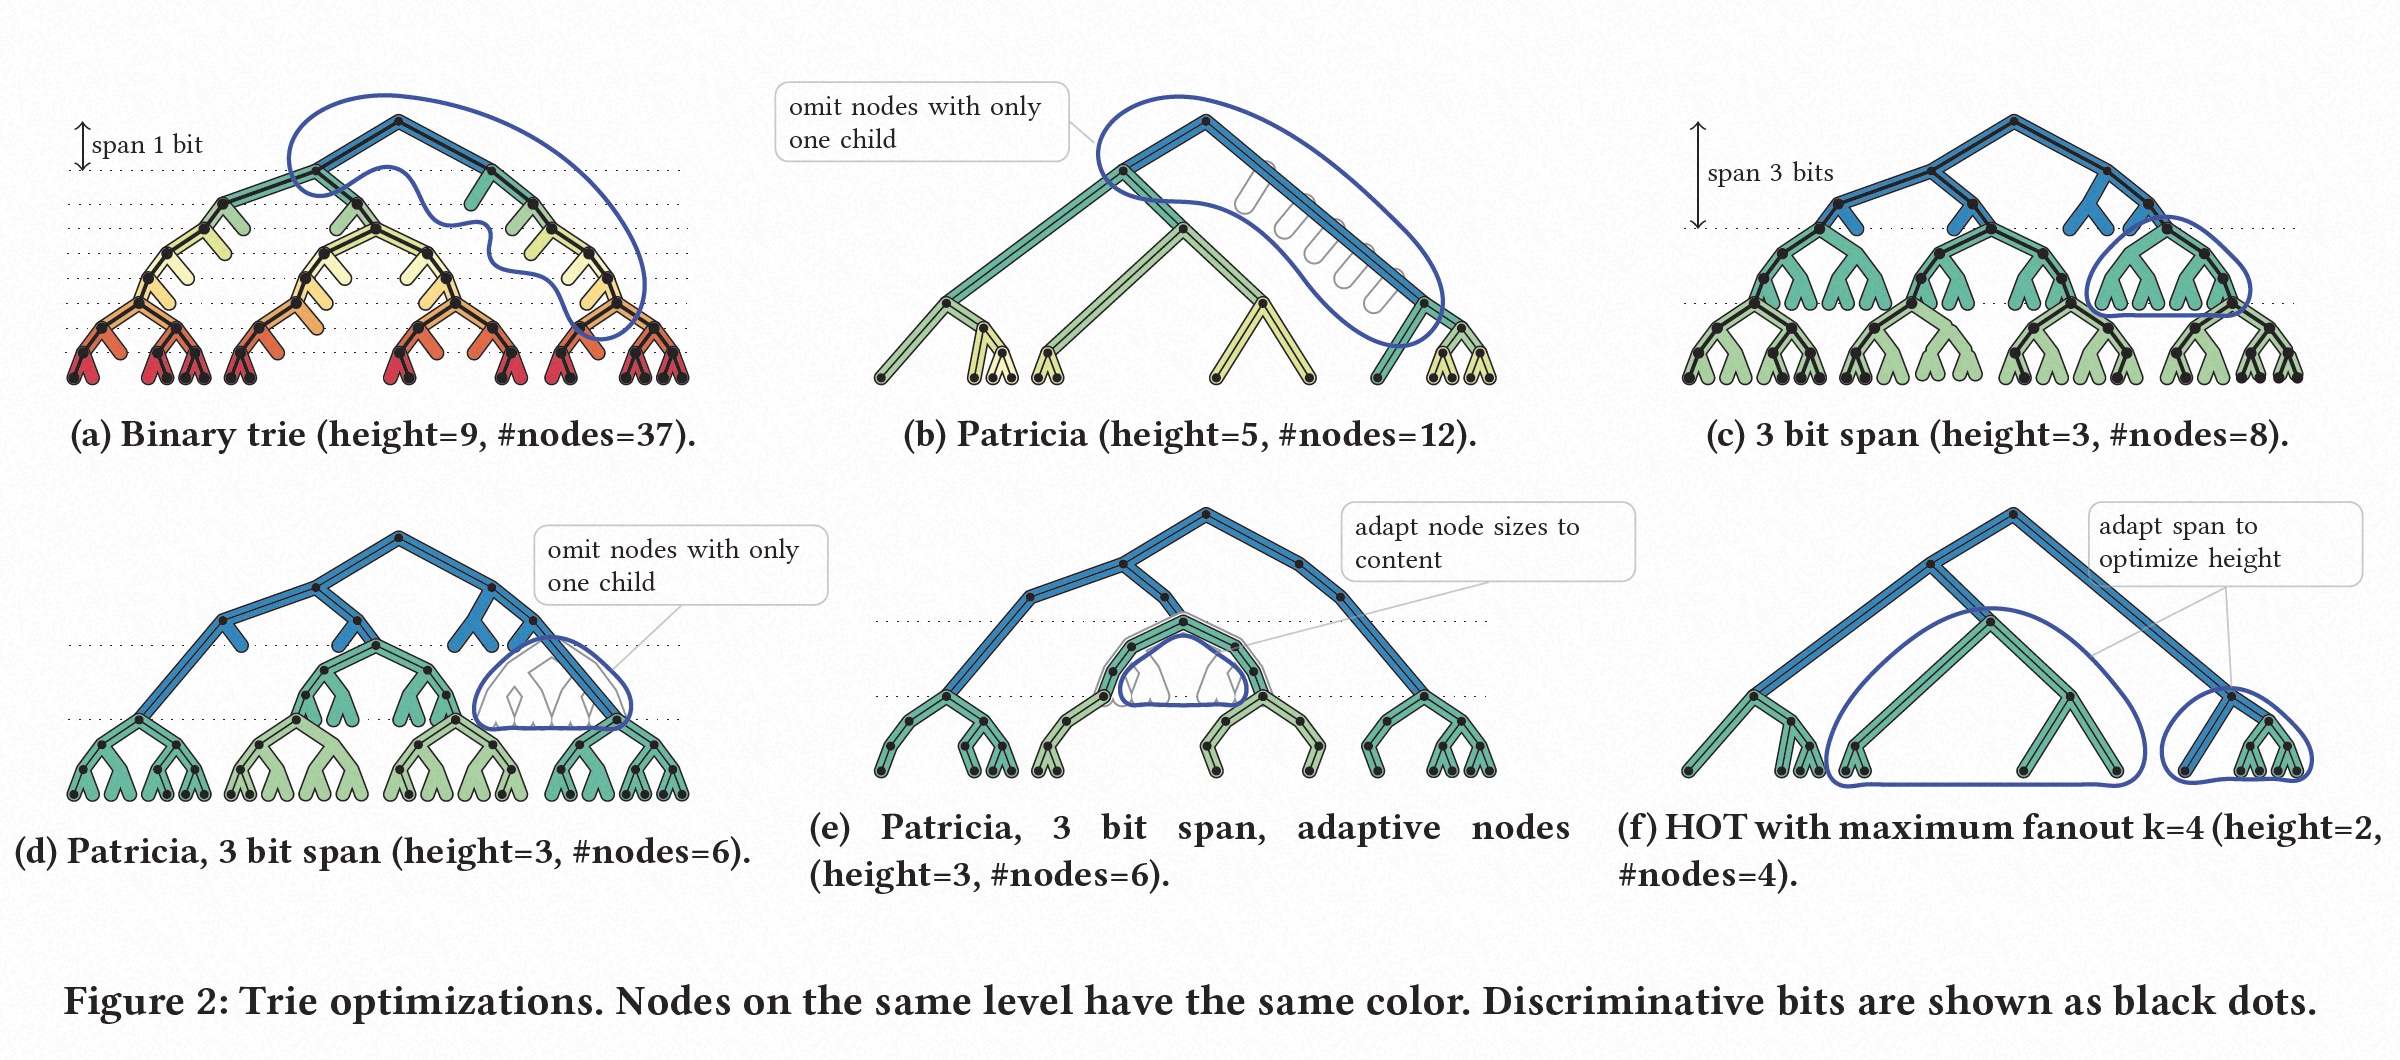 span 1 bit
omit nodes with only
one child
span 3 bits
(a) Binary trie (height=9, #nodes=37).
(b) Patricia (height=5, #nodes=12).
(c) 3 bit span (height=3, #nodes=8).
omit nodes with only
one child
adapt node sizes to
content
adapt span to
optimize height
(d) Patricia, 3 bit span (height=3, #nodes=6).
(e) Patricia, 3 bit span, adaptive nodes
(height=3, #nodes=6).
(f) HOT with maximum fanout k=4 (height=2,
#nodes=4).
Figure 2: Trie optimizations. Nodes on the same level have the same color. Discriminative bits are shown as black dots.